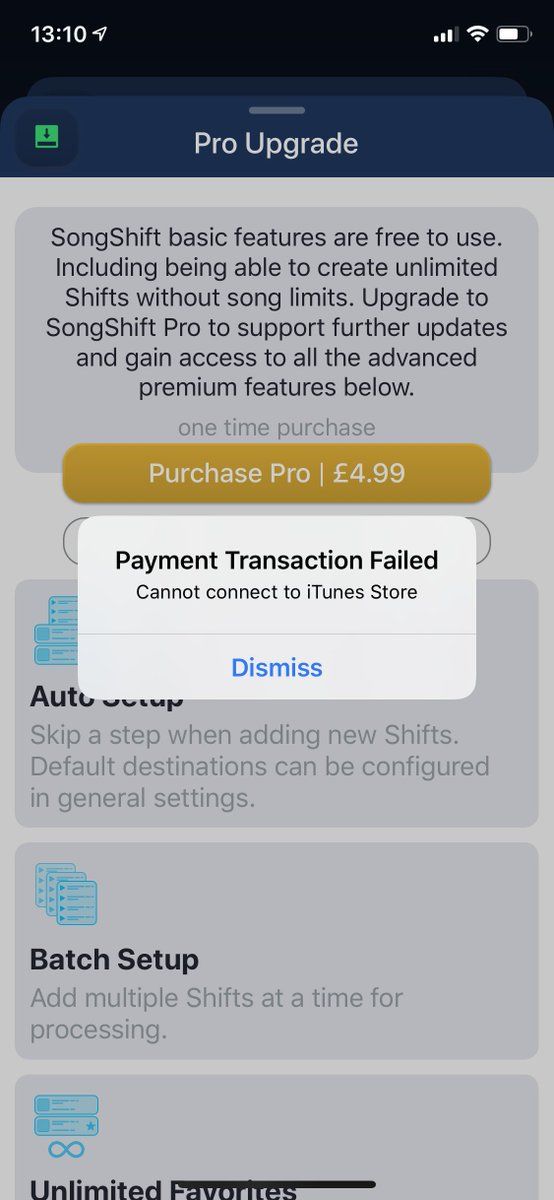 13:10
Pro Upgrade
SongShift basic features are free to use.
Including being able to create unlimited
Shifts without song limits. Upgrade to
SongShift Pro to support further updates
and gain access to all the advanced
premium features below.
one time purchase
Purchase Pro | £4.99
Payment Transaction Failed
Cannot connect to iTunes Store
Dismiss
Auto Setup
Skip a step when adding new Shifts.
Default destinations can be configured
in general settings.
Batch Setup
Add multiple Shifts at a time for
processing.
Unlimited Favorites